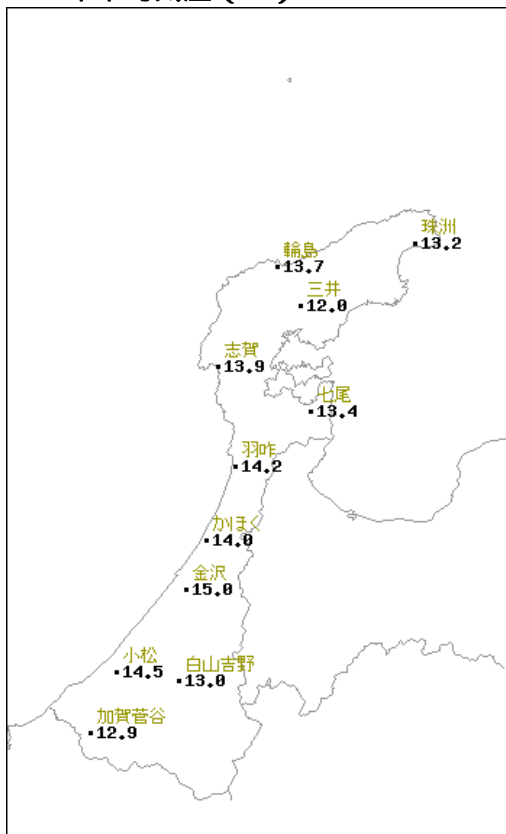 珠洲
13.2
輪島
13.7
三井
12.0
志賀
13.9
七尾
13.4
羽咋
14.2
かほく
14.0
金沢
15.0
小松
14.5
白山吉野
13.0
加賀菅谷
12.9